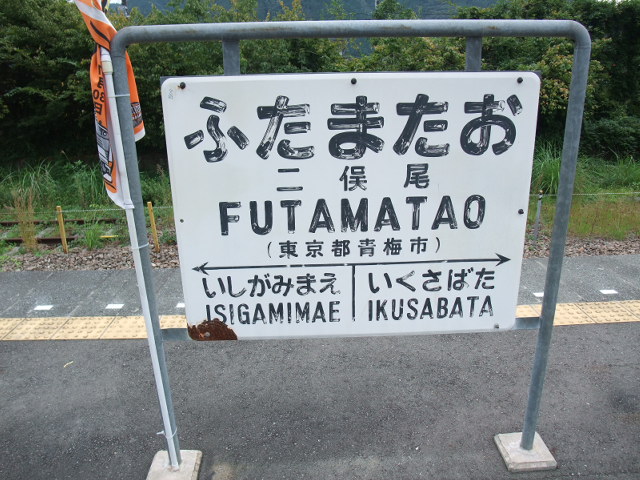 ふたまたお
二俣尾
FUTAMATAO
(東京都青梅市)
いしがみまえ いくさばた
ISIGAMIMAE IKUSABATA